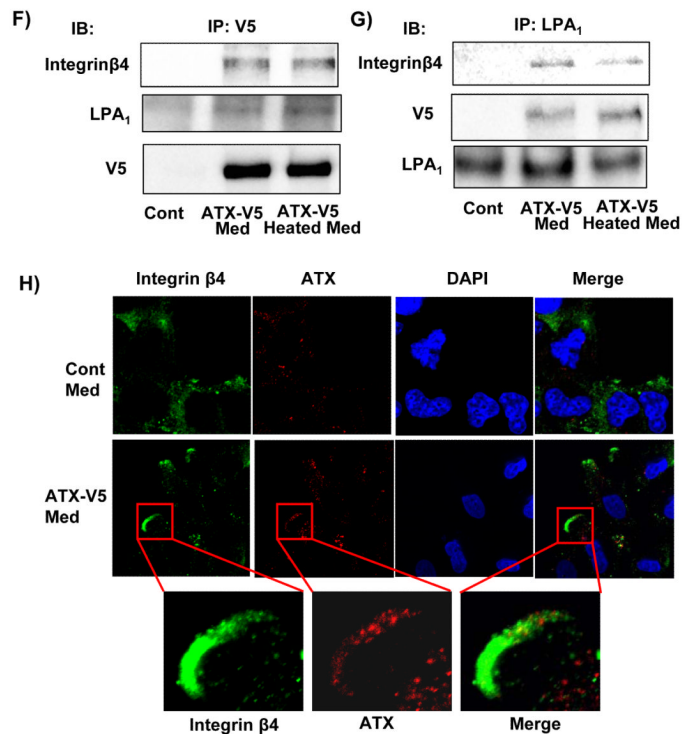 F) IB: IP: V5
Integrinβ4
LPA₁
V5
Cont ATX-V5 Med ATX-V5 Heated Med
G) IB: IP: LPA₁
Integrinβ4
V5
LPA₁
Cont ATX-V5 Med ATX-V5 Heated Med
H)
Integrin β4 ATX DAPI Merge
Cont
Med
ATX-V5
Med
Integrin β4 ATX Merge